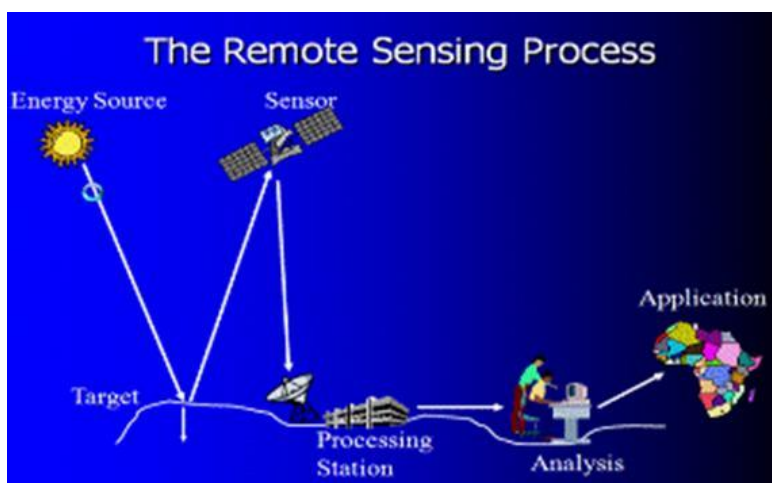 The Remote Sensing Process
Energy Source
Sensor
Application
Target
Processing
Station
Analysis